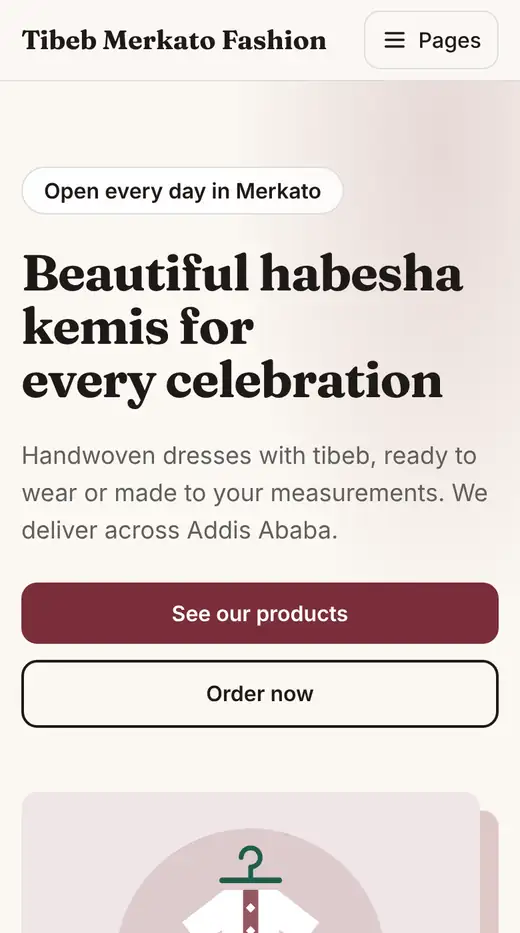 Tibeb Merkato Fashion
Pages
Open every day in Merkato
Beautiful habesha
kemis for
every celebration
Handwoven dresses with tibeb, ready to
wear or made to your measurements. We
deliver across Addis Ababa.
See our products
Order now